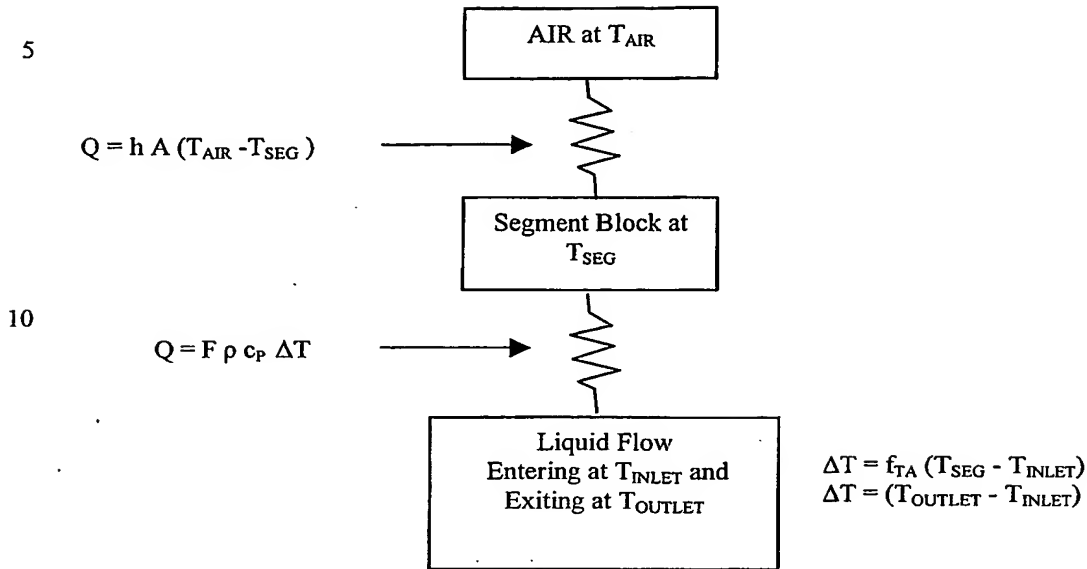 5
AIR at T_AIR
Q = h A (T_AIR - T_SEG )
Segment Block at
T_SEG
10
Q = F ρ c_P ΔT
Liquid Flow
Entering at T_INLET and
Exiting at T_OUTLET
ΔT = f_TA (T_SEG - T_INLET)
ΔT = (T_OUTLET - T_INLET)